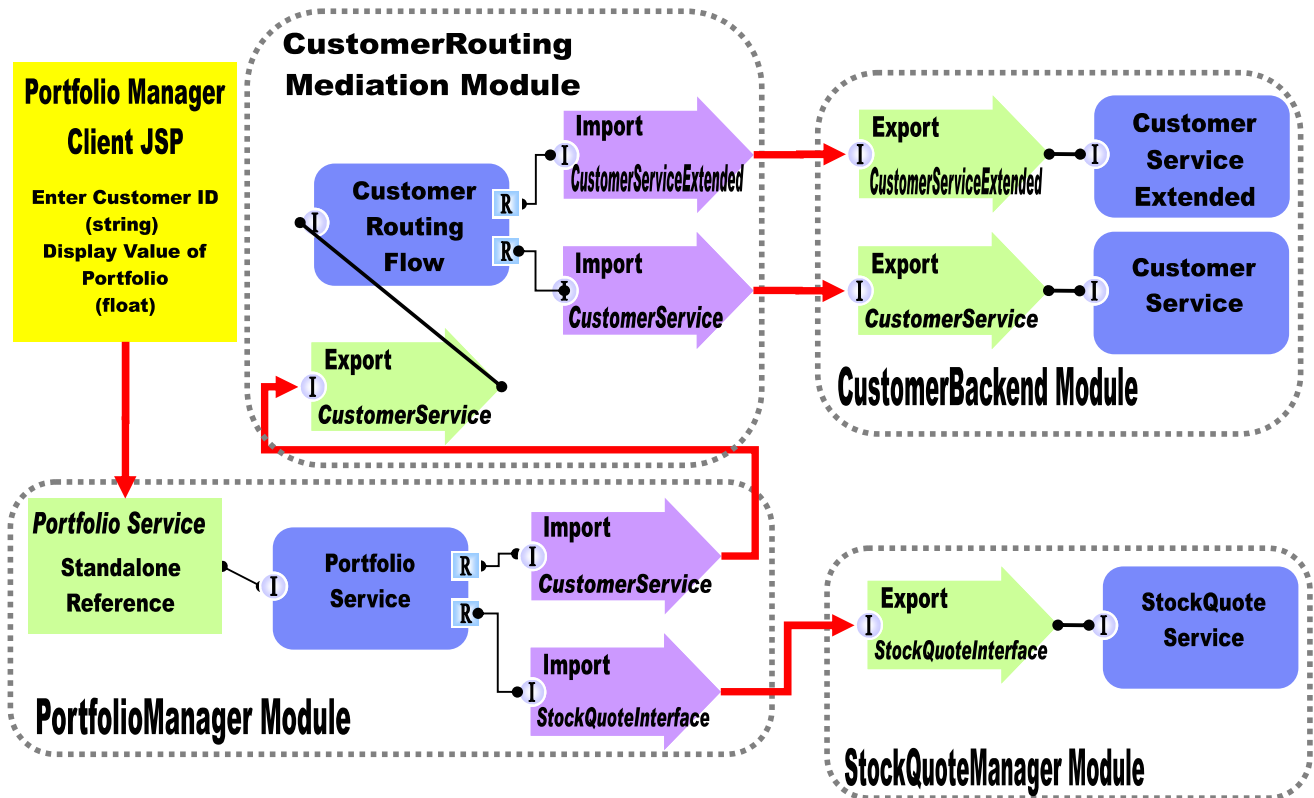 CustomerRouting
Mediation Module
Portfolio Manager
Client JSP
Enter Customer ID
(string)
Display Value of
Portfolio
(float)
Customer
Routing
Flow
I
R
R
Import
I
CustomerServiceExtended
Import
I
CustomerService
Export
I
CustomerService
Export
I
CustomerServiceExtended
I
Customer
Service
Extended
Export
I
CustomerService
I
Customer
Service
CustomerBackend Module
Portfolio Service
Standalone
Reference
I
Portfolio
Service
R
R
Import
I
CustomerService
Import
I
StockQuoteInterface
PortfolioManager Module
Export
I
StockQuoteInterface
I
StockQuote
Service
StockQuoteManager Module